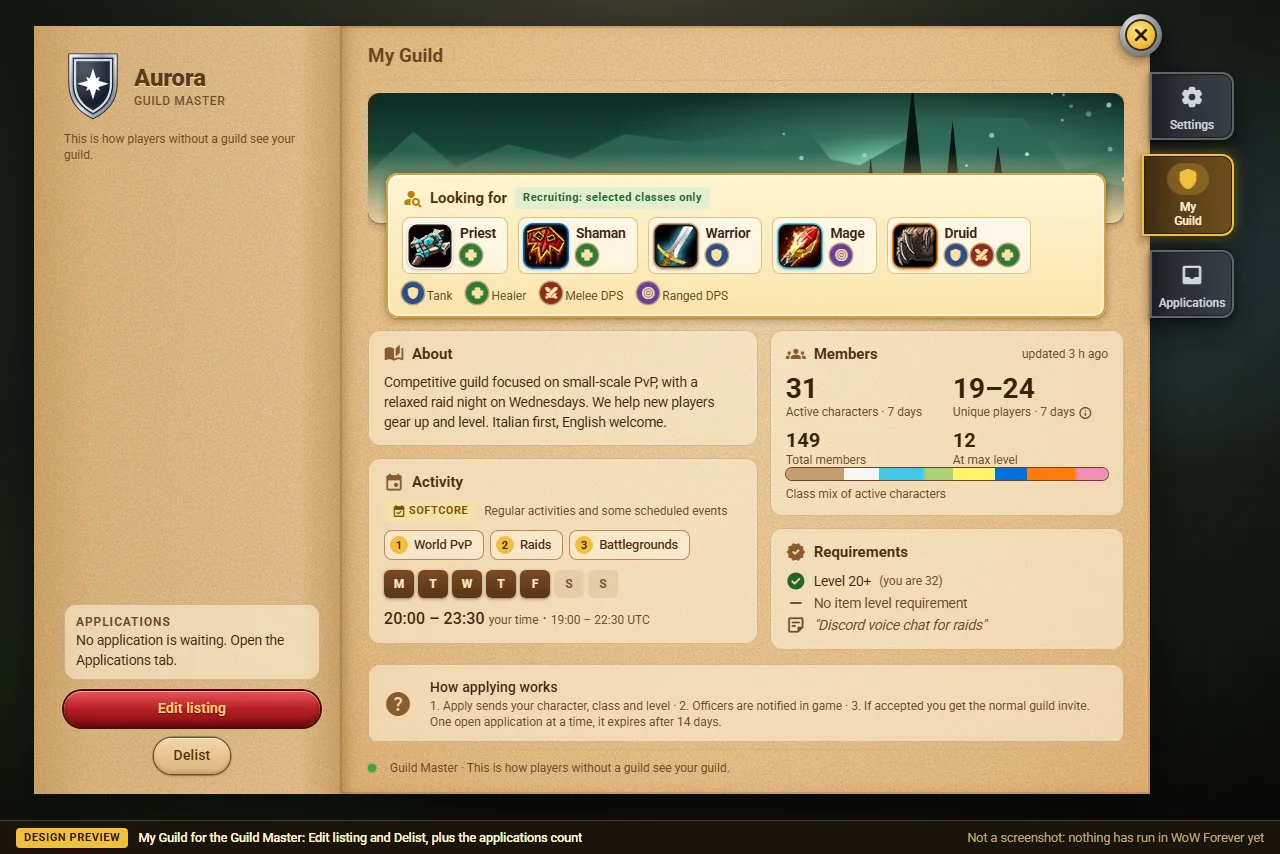 My Guild
Aurora
GUILD MASTER
This is how players without a guild see your
guild.
Settings
My
Guild
Applications
Looking for
Recruiting: selected classes only
Priest
Shaman
Warrior
Mage
Druid
Tank
Healer
Melee DPS
Ranged DPS
About
Competitive guild focused on small-scale PvP, with a
relaxed raid night on Wednesdays. We help new players
gear up and level. Italian first, English welcome.
Members
updated 3 h ago
31
19–24
Active characters · 7 days
Unique players · 7 days
149
12
Total members
At max level
Class mix of active characters
Activity
SOFTCORE
Regular activities and some scheduled events
1 World PvP
2 Raids
3 Battlegrounds
M T W T F S S
20:00 – 23:30 your time · 19:00 – 22:30 UTC
Requirements
Level 20+ (you are 32)
No item level requirement
"Discord voice chat for raids"
APPLICATIONS
No application is waiting. Open the
Applications tab.
Edit listing
Delist
How applying works
1. Apply sends your character, class and level · 2. Officers are notified in game · 3. If accepted you get the normal guild invite.
One open application at a time, it expires after 14 days.
Guild Master · This is how players without a guild see your guild.
DESIGN PREVIEW
My Guild for the Guild Master: Edit listing and Delist, plus the applications count
Not a screenshot: nothing has run in WoW Forever yet